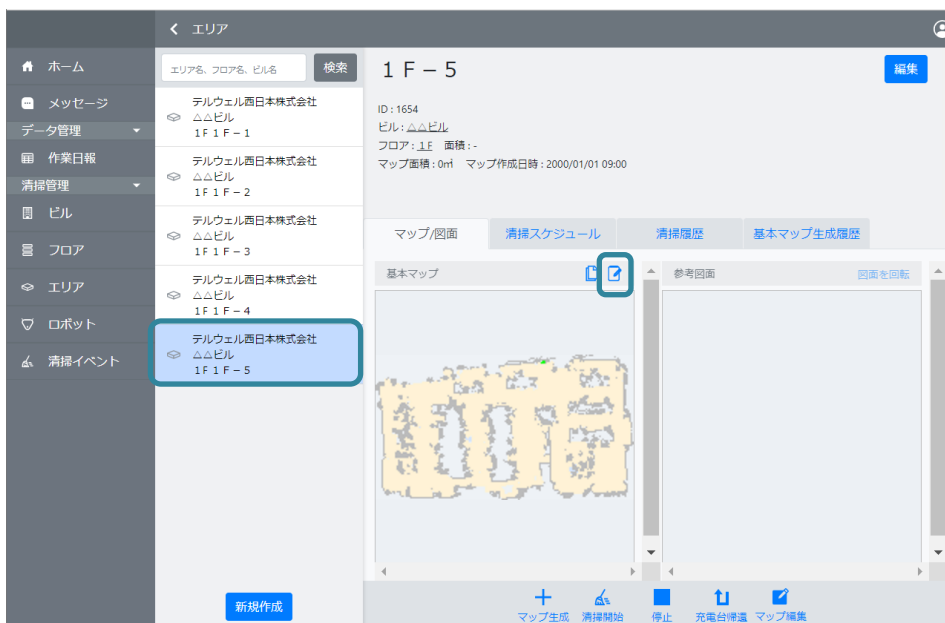 エリア
ホーム
メッセージ
データ管理
作業日報
清掃管理
ビル
フロア
エリア
ロボット
清掃イベント
エリア名、フロア名、ビル名
検索
テルウェル西日本株式会社
△△ビル
1F 1F－1
テルウェル西日本株式会社
△△ビル
1F 1F－2
テルウェル西日本株式会社
△△ビル
1F 1F－3
テルウェル西日本株式会社
△△ビル
1F 1F－4
テルウェル西日本株式会社
△△ビル
1F 1F－5
新規作成
1F－5
編集
ID : 1654
ビル : △△ビル
フロア : 1F 面積 : -
マップ面積 : 0㎡ マップ作成日時 : 2000/01/01 09:00
マップ/図面 清掃スケジュール 清掃履歴 基本マップ生成履歴
基本マップ
参考図面 図面を回転
マップ生成 清掃開始 停止 充電台帰還 マップ編集